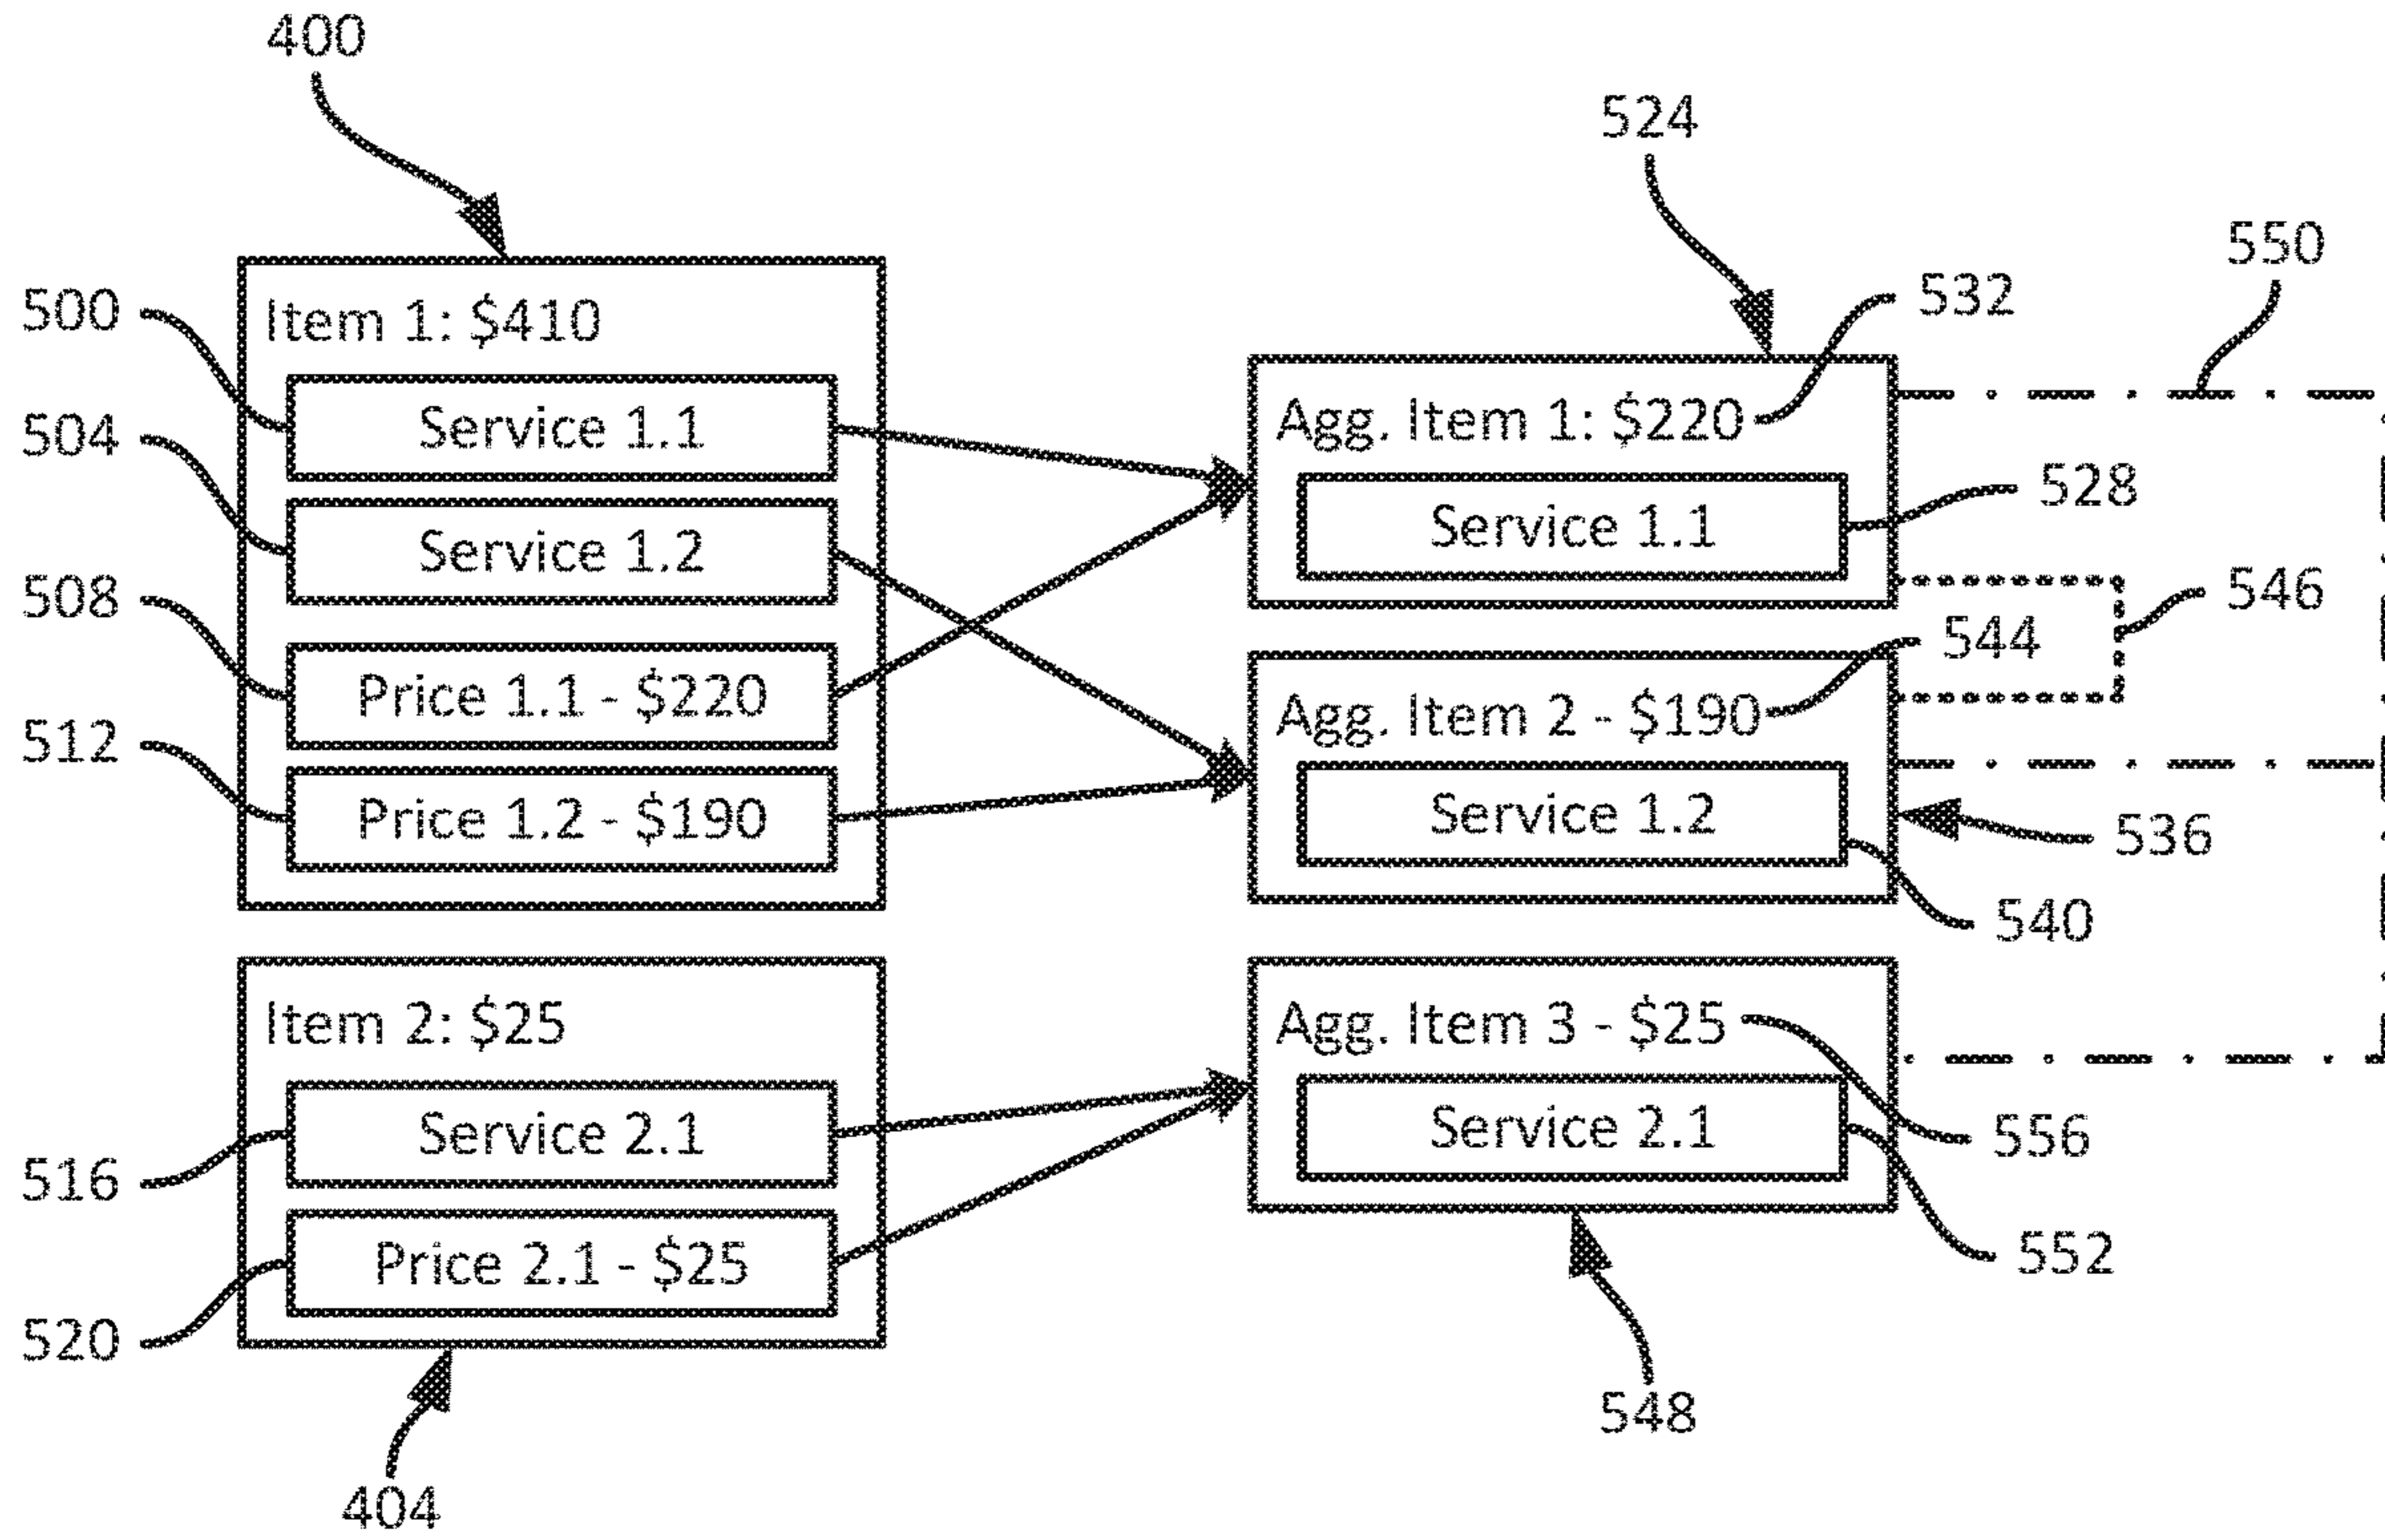 400
524
550
500
Item 1: $410
532
504
Service 1.1
Agg. Item 1: $220
528
Service 1.2
Service 1.1
508
546
544
Price 1.1 - $220
Agg. Item 2 - $190
512
Price 1.2 - $190
Service 1.2
536
540
Item 2: $25
Agg. Item 3 - $25
516
Service 2.1
Service 2.1
556
520
Price 2.1 - $25
552
548
404